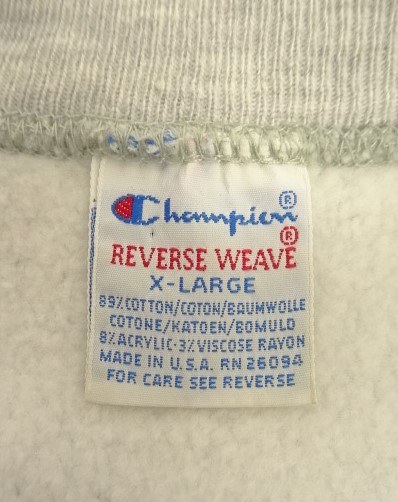 Champion®
REVERSE WEAVE®
X-LARGE
89% COTTON/COTON/BAUMWOLLE
COTONE/KATOEN/BOMULD
8% ACRYLIC·3% VISCOSE RAYON
MADE IN U.S.A. RN 26094
FOR CARE SEE REVERSE